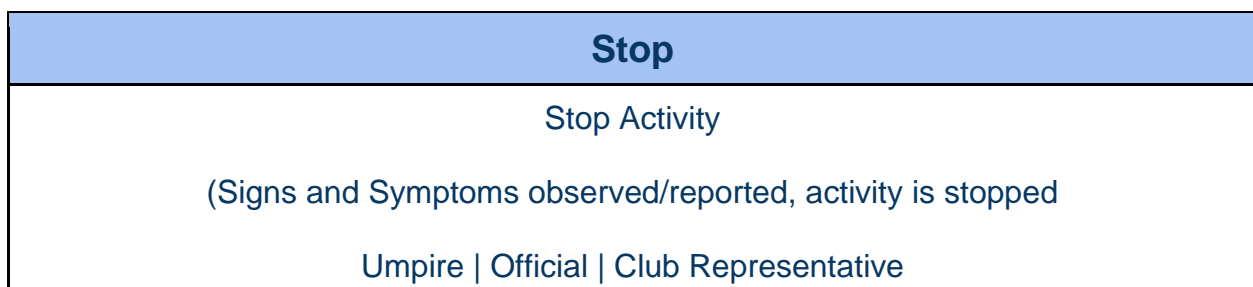 Stop
Stop Activity
(Signs and Symptoms observed/reported, activity is stopped
Umpire | Official | Club Representative